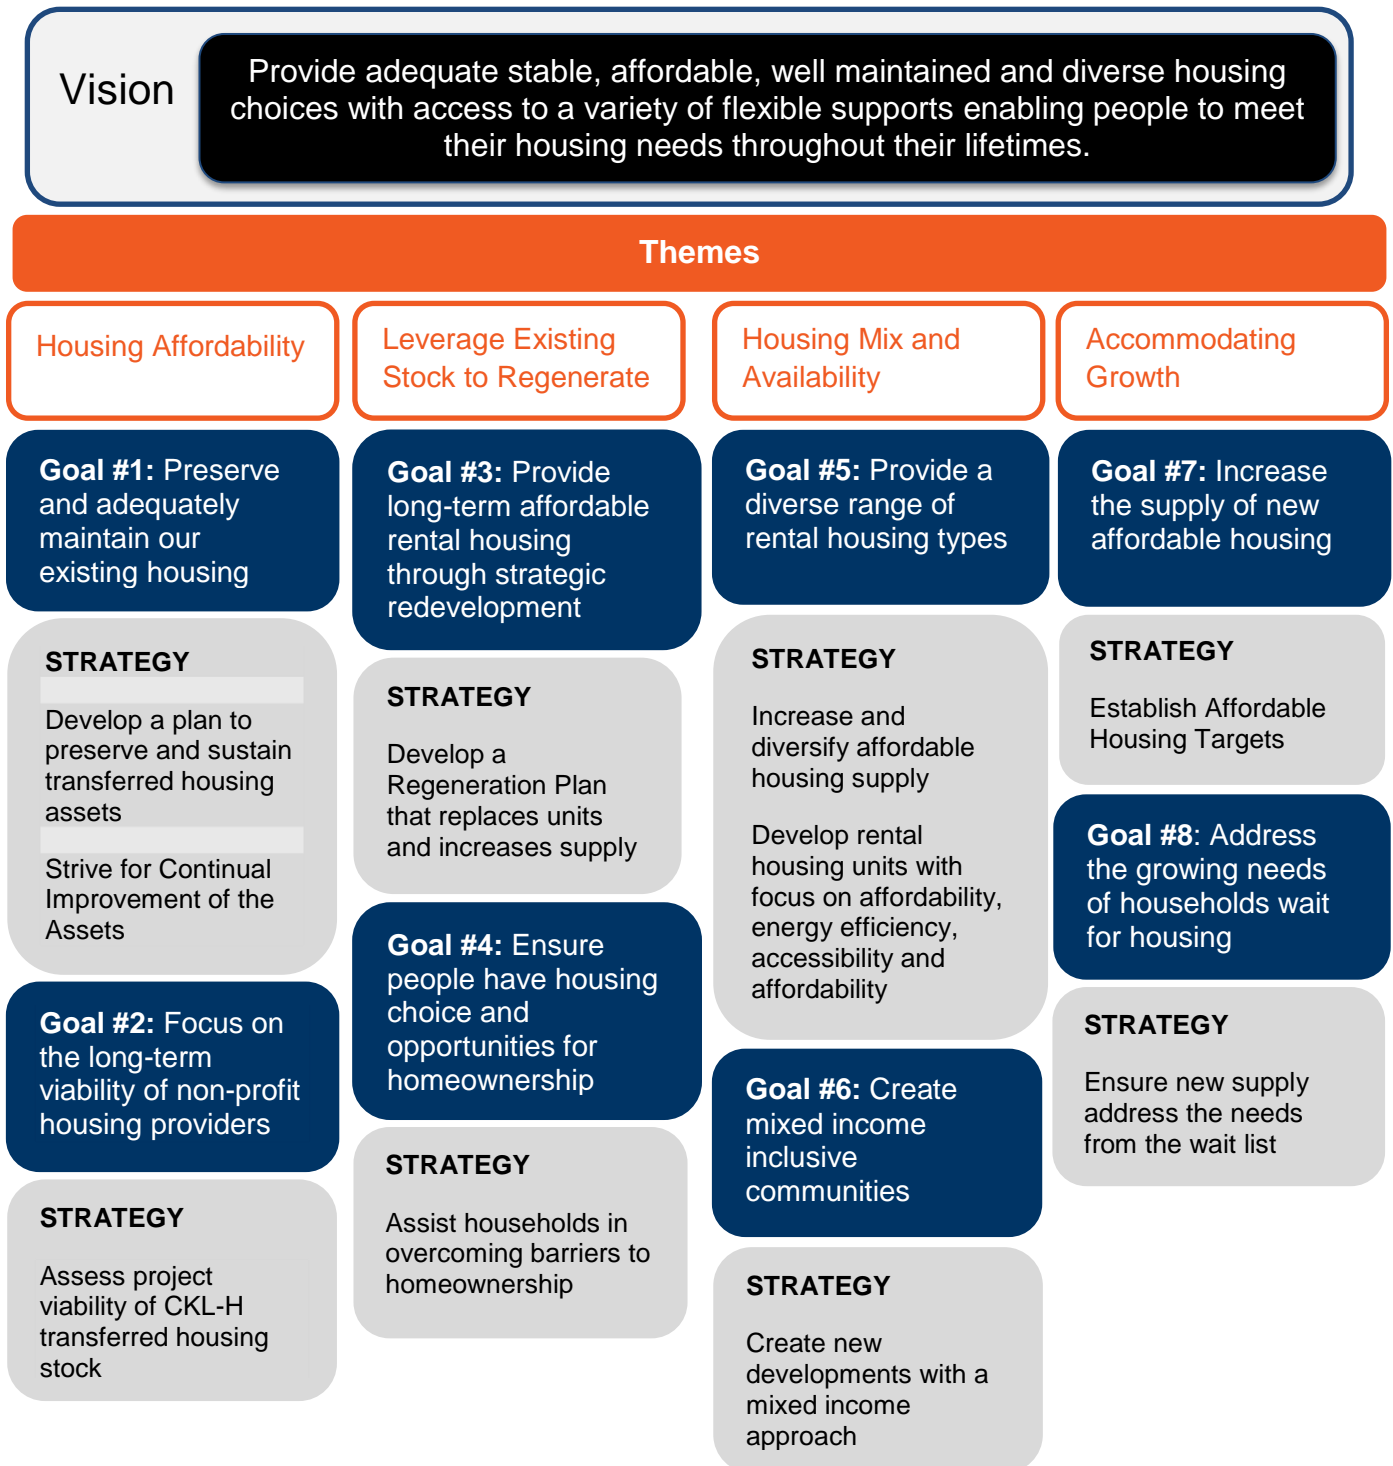 Vision
Provide adequate stable, affordable, well maintained and diverse housing
choices with access to a variety of flexible supports enabling people to meet
their housing needs throughout their lifetimes.
Themes
Housing Affordability
Goal #1: Preserve
and adequately
maintain our
existing housing
STRATEGY
Develop a plan to
preserve and sustain
transferred housing
assets
Strive for Continual
Improvement of the
Assets
Goal #2: Focus on
the long-term
viability of non-profit
housing providers
STRATEGY
Assess project
viability of CKL-H
transferred housing
stock
Leverage Existing
Stock to Regenerate
Goal #3: Provide
long-term affordable
rental housing
through strategic
redevelopment
STRATEGY
Develop a
Regeneration Plan
that replaces units
and increases supply
Goal #4: Ensure
people have housing
choice and
opportunities for
homeownership
STRATEGY
Assist households in
overcoming barriers to
homeownership
Housing Mix and
Availability
Goal #5: Provide a
diverse range of
rental housing types
STRATEGY
Increase and
diversify affordable
housing supply
Develop rental
housing units with
focus on affordability,
energy efficiency,
accessibility and
affordability
Goal #6: Create
mixed income
inclusive
communities
STRATEGY
Create new
developments with a
mixed income
approach
Accommodating
Growth
Goal #7: Increase
the supply of new
affordable housing
STRATEGY
Establish Affordable
Housing Targets
Goal #8: Address
the growing needs
of households wait
for housing
STRATEGY
Ensure new supply
address the needs
from the wait list